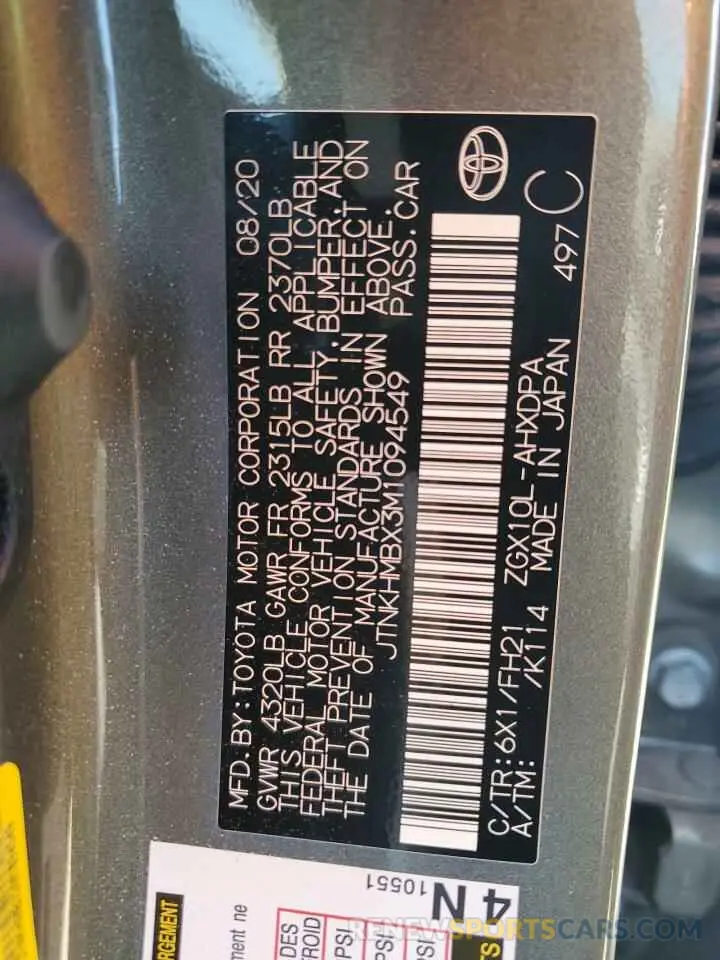 MFD. BY: TOYOTA MOTOR CORPORATION 08/20
GVWR 4320LB GAWR FR 2315LB RR 2370LB
THIS VEHICLE CONFORMS TO ALL APPLICABLE
FEDERAL MOTOR VEHICLE SAFETY, BUMPER, AND
THEFT PREVENTION STANDARDS IN EFFECT ON
THE DATE OF MANUFACTURE SHOWN ABOVE.
JTNKHMBX3M1094549 PASS.CAR
C/TR: 6X1/FH21 ZGX10L-AHXDPA 497 C
A/TM: /K114 MADE IN JAPAN
4N
10551
RENEWSPORTSCARS.COM